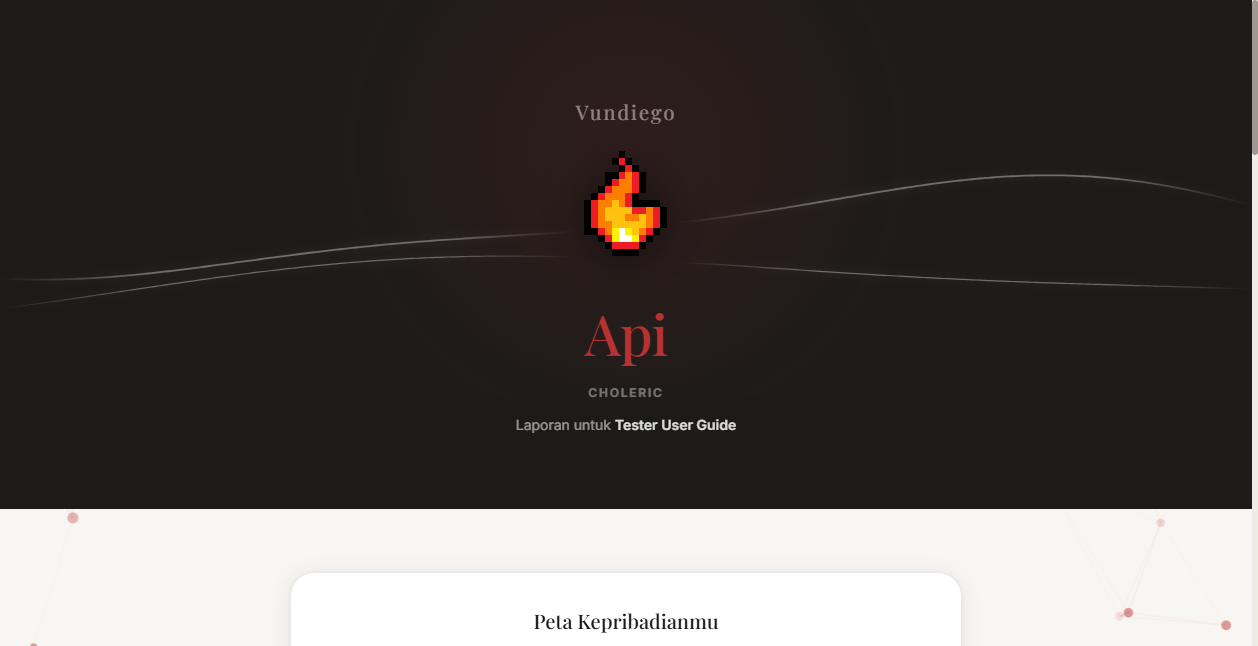 Vundiego
Api
CHOLERIC
Laporan untuk Tester User Guide
Peta Kepribadianmu